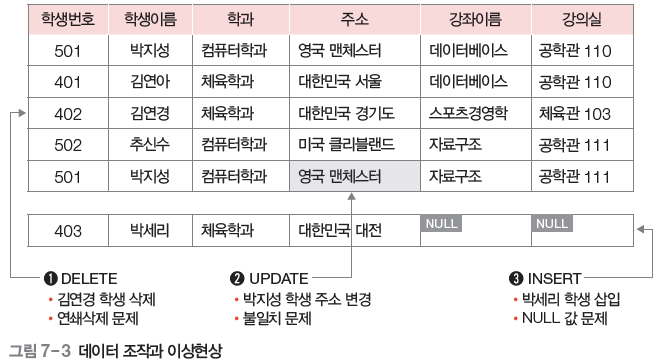 학생번호 학생이름 학과 주소 강좌이름 강의실
501 박지성 컴퓨터학과 영국 맨체스터 데이터베이스 공학관 110
401 김연아 체육학과 대한민국 서울 데이터베이스 공학관 110
402 김연경 체육학과 대한민국 경기도 스포츠경영학 체육관 103
502 추신수 컴퓨터학과 미국 클리블랜드 자료구조 공학관 111
501 박지성 컴퓨터학과 영국 맨체스터 자료구조 공학관 111
403 박세리 체육학과 대한민국 대전 NULL NULL
❶ DELETE ❷ UPDATE ❸ INSERT
• 김연경 학생 삭제 • 박지성 학생 주소 변경 • 박세리 학생 삽입
• 연쇄삭제 문제 • 불일치 문제 • NULL 값 문제
그림 7-3 데이터 조작과 이상현상